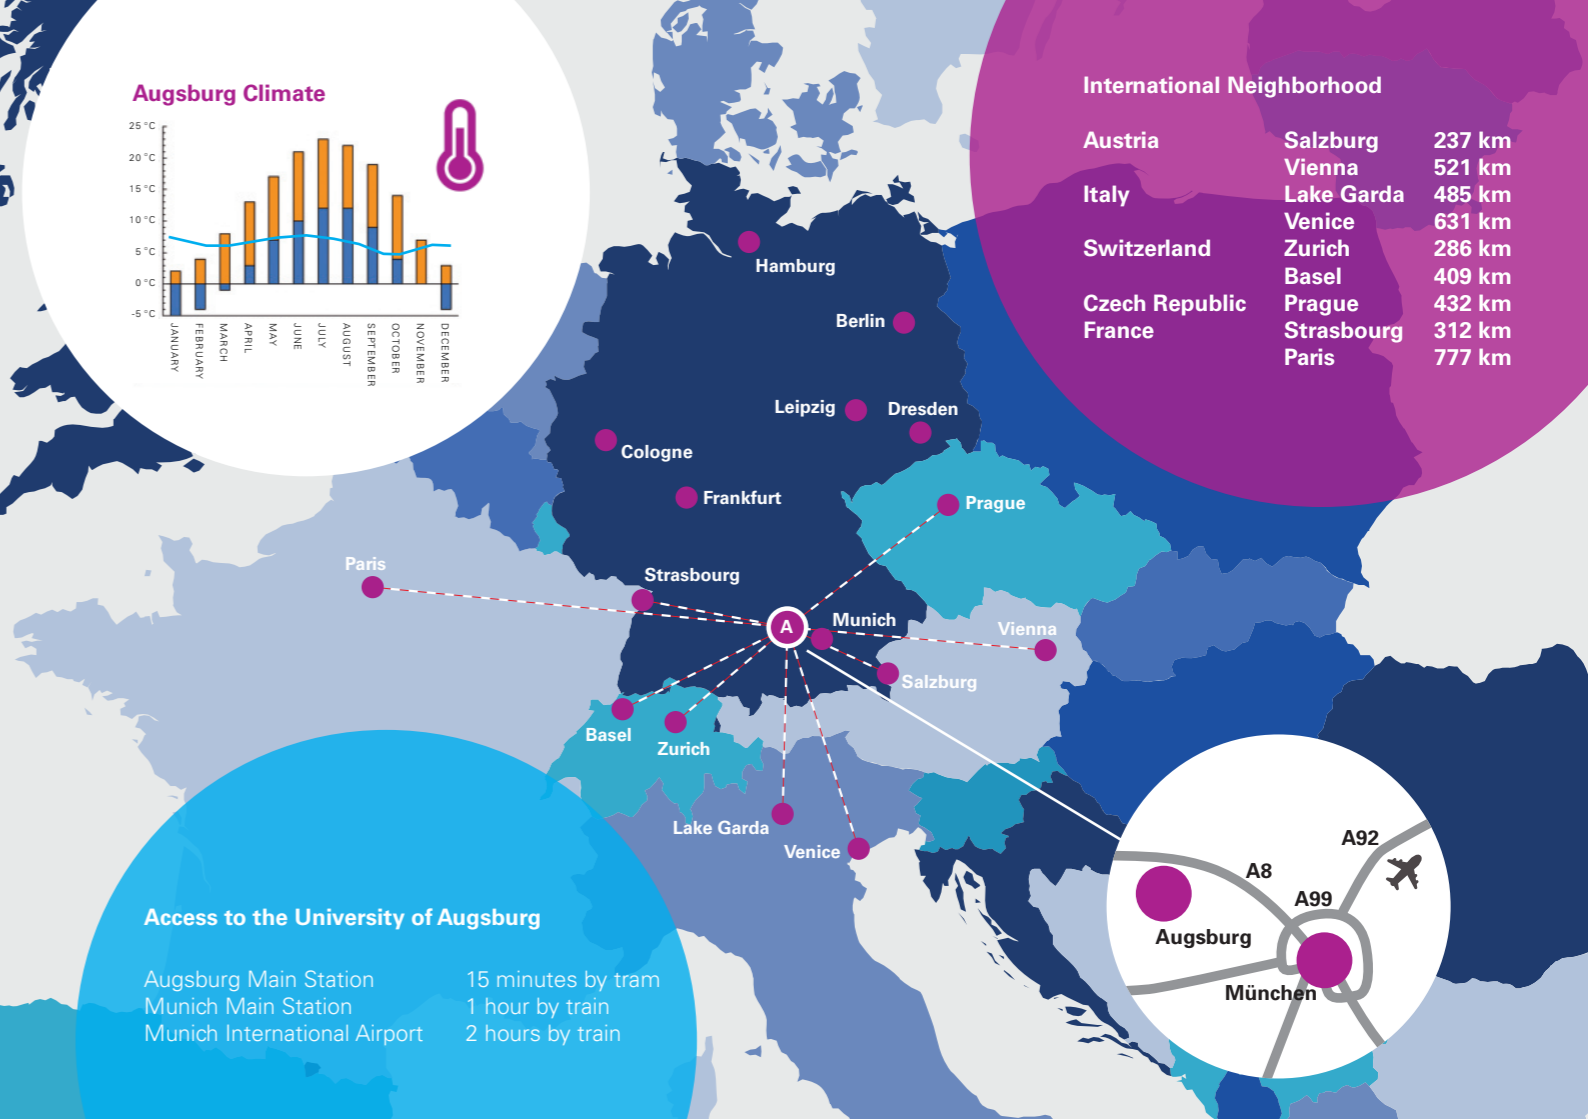 Augsburg Climate
25 °C
20 °C
15 °C
10 °C
5 °C
0 °C
-5 °C
JANUARY
FEBRUARY
MARCH
APRIL
MAY
JUNE
JULY
AUGUST
SEPTEMBER
OCTOBER
NOVEMBER
DECEMBER
International Neighborhood
Austria Salzburg 237 km
Vienna 521 km
Italy Lake Garda 485 km
Venice 631 km
Switzerland Zurich 286 km
Basel 409 km
Czech Republic Prague 432 km
France Strasbourg 312 km
Paris 777 km
Hamburg
Berlin
Leipzig
Dresden
Cologne
Frankfurt
Prague
Paris
Strasbourg
A
Munich
Vienna
Salzburg
Basel
Zurich
Lake Garda
Venice
Access to the University of Augsburg
Augsburg Main Station 15 minutes by tram
Munich Main Station 1 hour by train
Munich International Airport 2 hours by train
A92
A8
A99
Augsburg
München